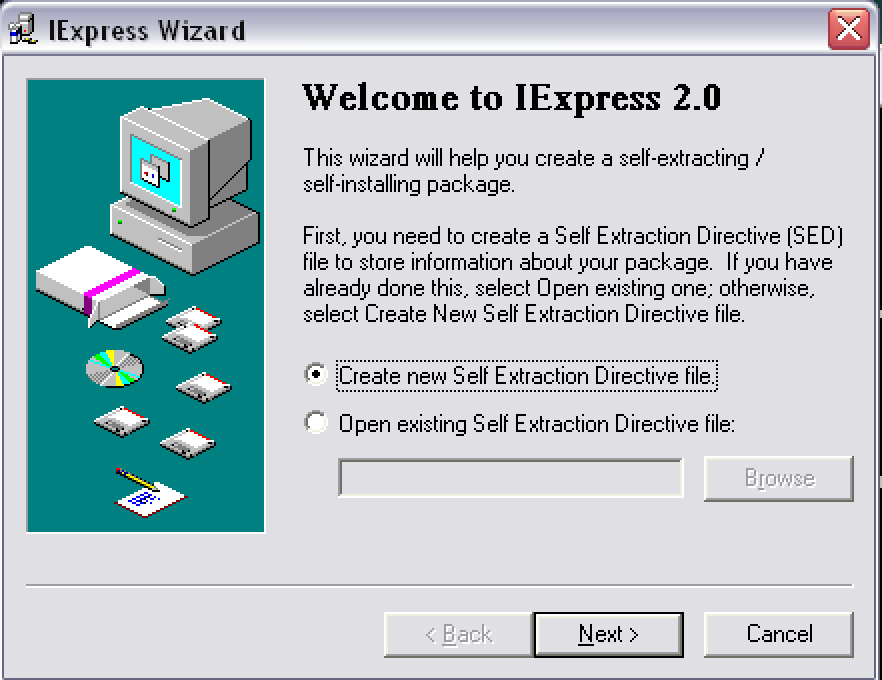 IExpress Wizard
Welcome to IExpress 2.0
This wizard will help you create a self-extracting /
self-installing package.
First, you need to create a Self Extraction Directive (SED)
file to store information about your package.  If you have
already done this, select Open existing one; otherwise,
select Create New Self Extraction Directive file.
Create new Self Extraction Directive file.
Open existing Self Extraction Directive file:
Browse
< Back
Next >
Cancel